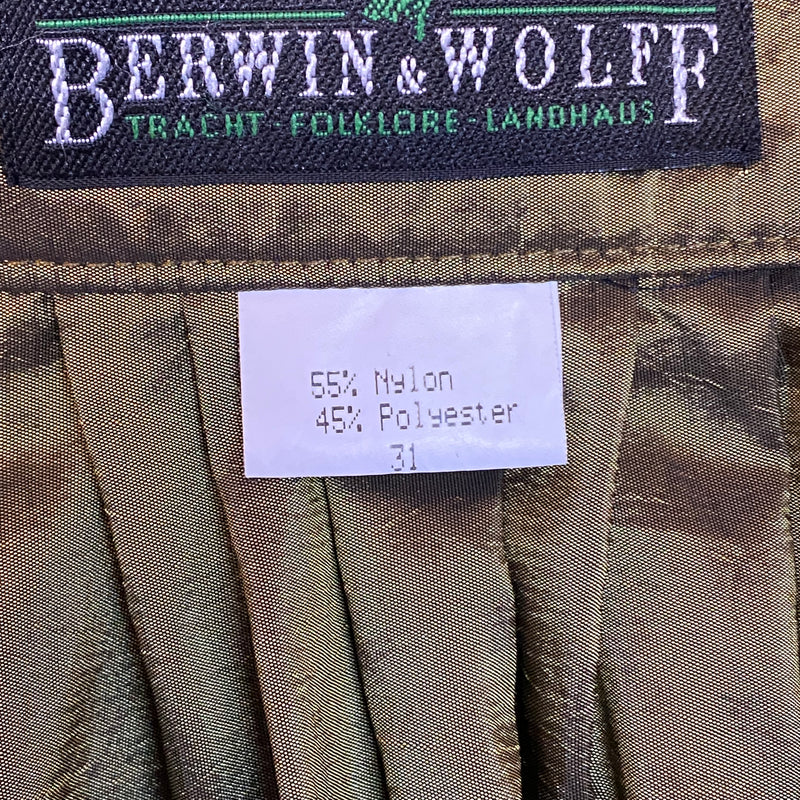 BERWIN & WOLFF
TRACHT-FOLKLORE-LANDHAUS
55% Nylon
45% Polyester
31